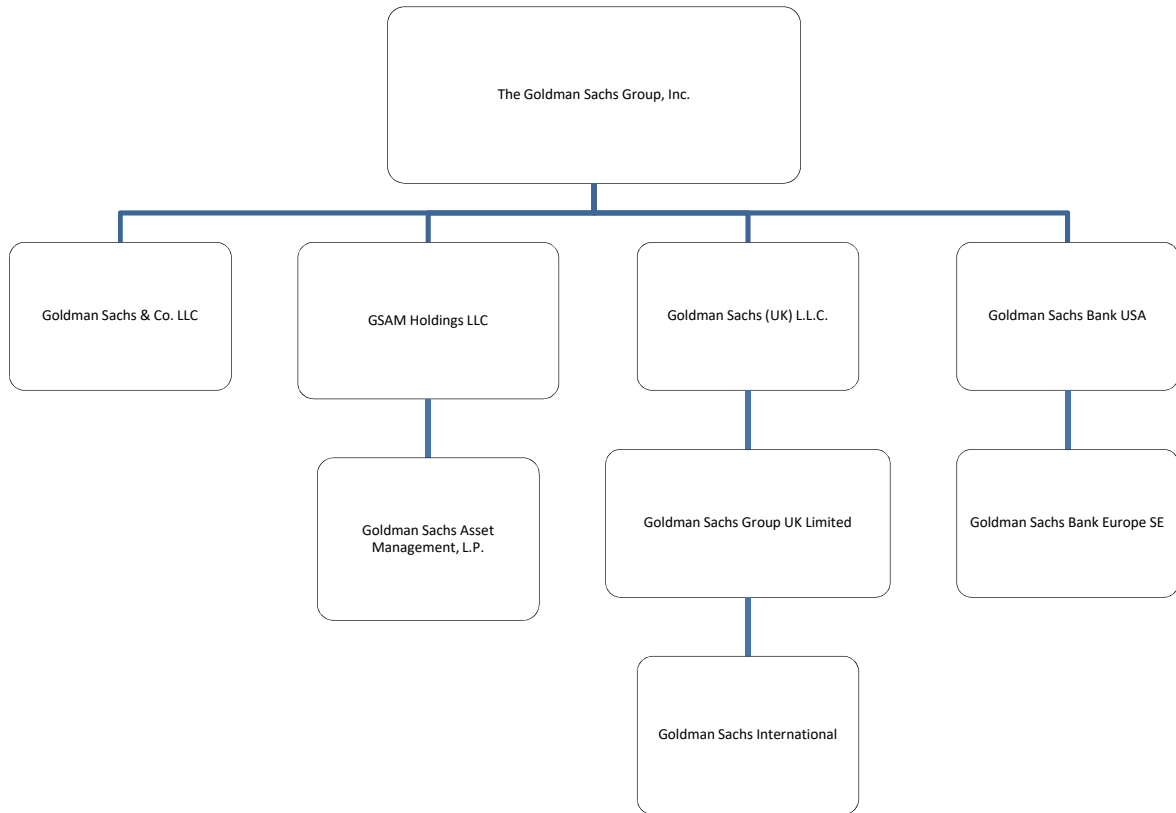 The Goldman Sachs Group, Inc.
Goldman Sachs & Co. LLC
GSAM Holdings LLC
Goldman Sachs (UK) L.L.C.
Goldman Sachs Bank USA
Goldman Sachs Asset
Management, L.P.
Goldman Sachs Group UK Limited
Goldman Sachs Bank Europe SE
Goldman Sachs International